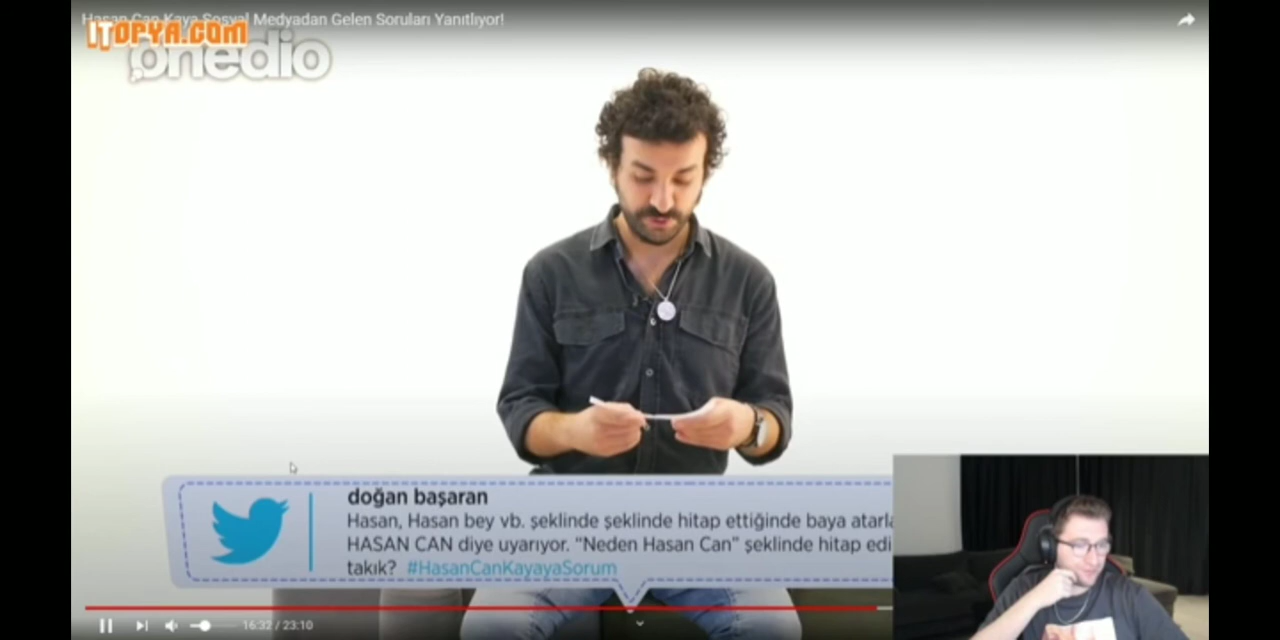 Hasan Can Kaya Sosyal Medyadan Gelen Soruları Yanıtlıyor!
ITOPYA.COM
onedio
doğan başaran
Hasan, Hasan bey vb. şeklinde şeklinde hitap ettiğinde baya atarla
HASAN CAN diye uyarıyor. “Neden Hasan Can” şeklinde hitap edi
takık? #HasanCanKayayaSorum
16:32 / 23:10